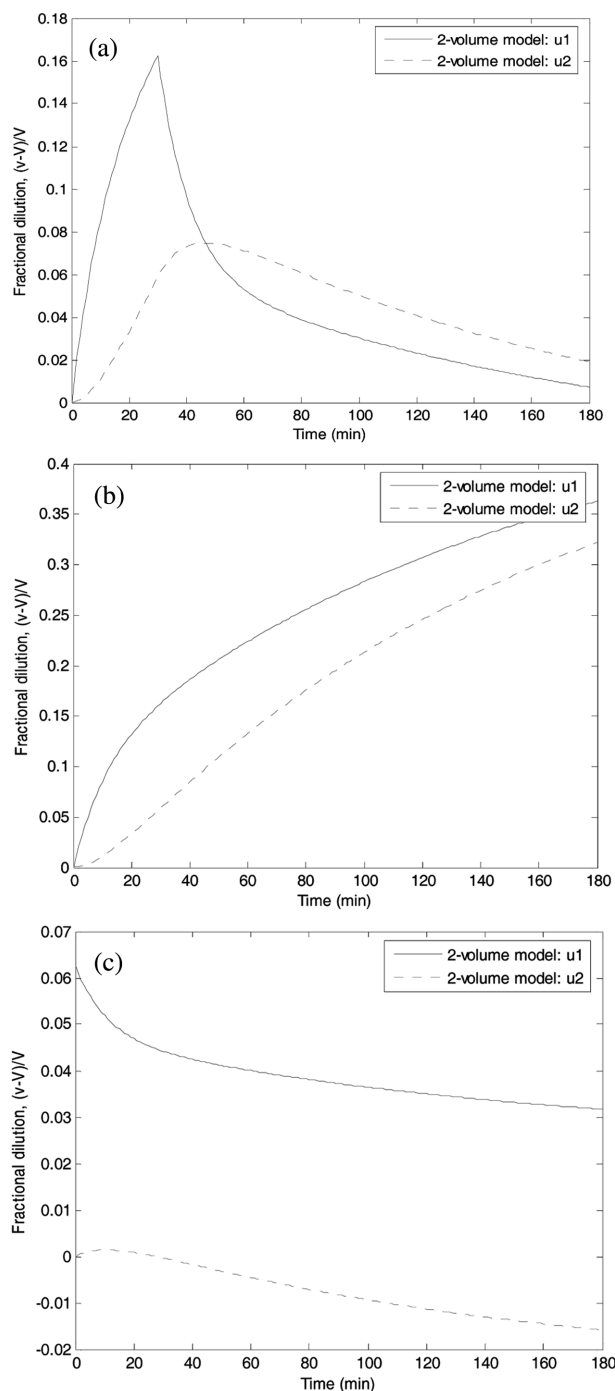 (a)
2-volume model: u1
2-volume model: u2
Fractional dilution, (v-V)/V
0.18
0.16
0.14
0.12
0.1
0.08
0.06
0.04
0.02
0
0 20 40 60 80 100 120 140 160 180
Time (min)
(b)
2-volume model: u1
2-volume model: u2
Fractional dilution, (v-V)/V
0.4
0.35
0.3
0.25
0.2
0.15
0.1
0.05
0
0 20 40 60 80 100 120 140 160 180
Time (min)
(c)
2-volume model: u1
2-volume model: u2
Fractional dilution, (v-V)/V
0.07
0.06
0.05
0.04
0.03
0.02
0.01
0
-0.01
-0.02
0 20 40 60 80 100 120 140 160 180
Time (min)